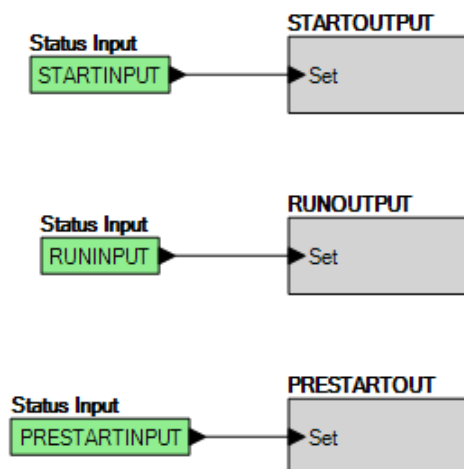 STARTOUTPUT
Status Input
STARTINPUT
Set
RUNOUTPUT
Status Input
RUNINPUT
Set
PRESTARTOUT
Status Input
PRESTARTINPUT
Set